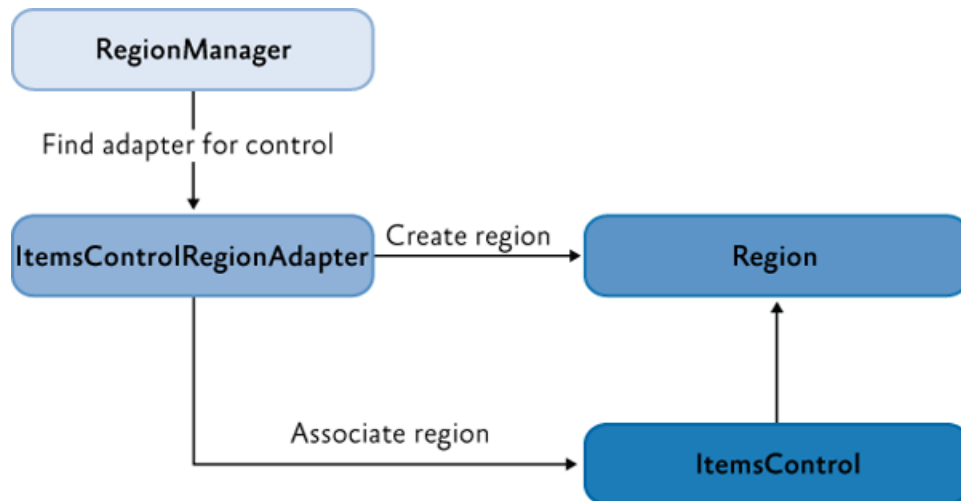 RegionManager
Find adapter for control
ItemsControlRegionAdapter
Create region
Region
Associate region
ItemsControl